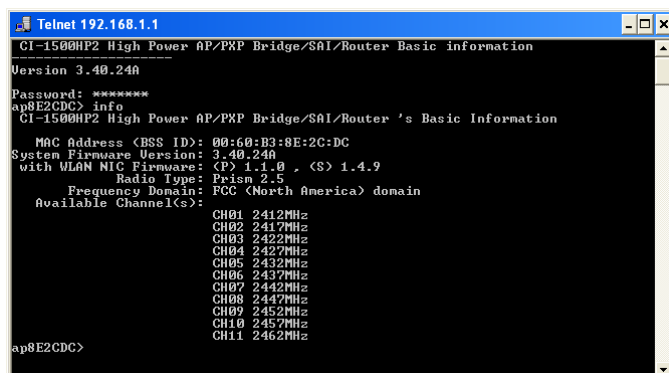 Telnet 192.168.1.1
CI-1500HP2 High Power AP/PXP Bridge/SAI/Router Basic information
--------------------
Version 3.40.24A
Password: *******
ap8E2CDC> info
CI-1500HP2 High Power AP/PXP Bridge/SAI/Router 's Basic Information
MAC Address (BSS ID): 00:60:B3:8E:2C:DC
System Firmware Version: 3.40.24A
with WLAN NIC Firmware: (P) 1.1.0 , (S) 1.4.9
Radio Type: Prism 2.5
Frequency Domain: FCC (North America) domain
Available Channel(s):
CH01 2412MHz
CH02 2417MHz
CH03 2422MHz
CH04 2427MHz
CH05 2432MHz
CH06 2437MHz
CH07 2442MHz
CH08 2447MHz
CH09 2452MHz
CH10 2457MHz
CH11 2462MHz
ap8E2CDC>